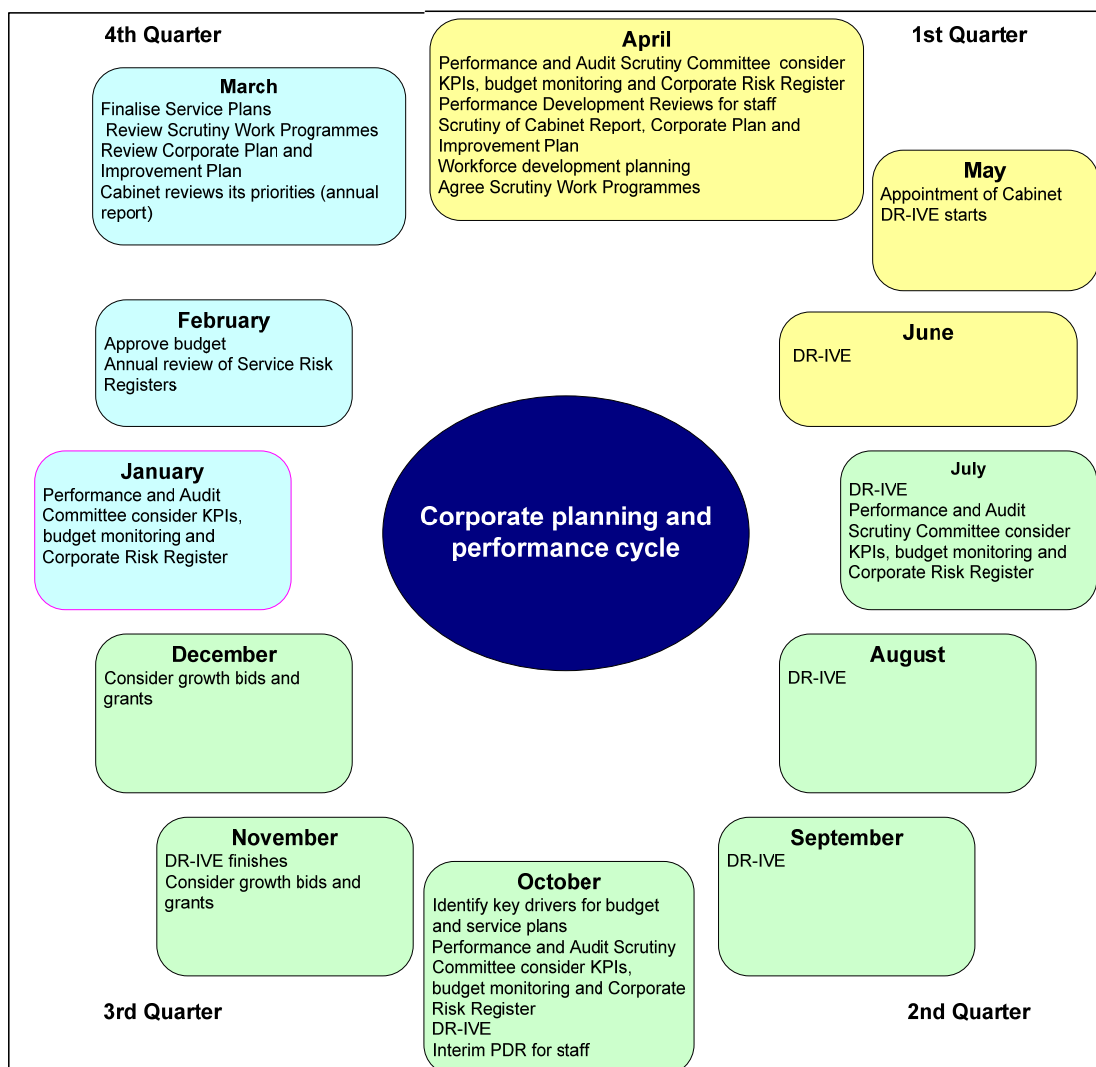 4th Quarter
1st Quarter
April
Performance and Audit Scrutiny Committee consider
KPIs, budget monitoring and Corporate Risk Register
Performance Development Reviews for staff
Scrutiny of Cabinet Report, Corporate Plan and
Improvement Plan
Workforce development planning
Agree Scrutiny Work Programmes
May
Appointment of Cabinet
DR-IVE starts
June
DR-IVE
July
DR-IVE
Performance and Audit
Scrutiny Committee consider
KPIs, budget monitoring and
Corporate Risk Register
August
DR-IVE
September
DR-IVE
2nd Quarter
October
Identify key drivers for budget
and service plans
Performance and Audit Scrutiny
Committee consider KPIs,
budget monitoring and Corporate
Risk Register
DR-IVE
Interim PDR for staff
3rd Quarter
November
DR-IVE finishes
Consider growth bids and
grants
December
Consider growth bids and
grants
January
Performance and Audit
Committee consider KPIs,
budget monitoring and
Corporate Risk Register
February
Approve budget
Annual review of Service Risk
Registers
March
Finalise Service Plans
Review Scrutiny Work Programmes
Review Corporate Plan and
Improvement Plan
Cabinet reviews its priorities (annual
report)
Corporate planning and
performance cycle